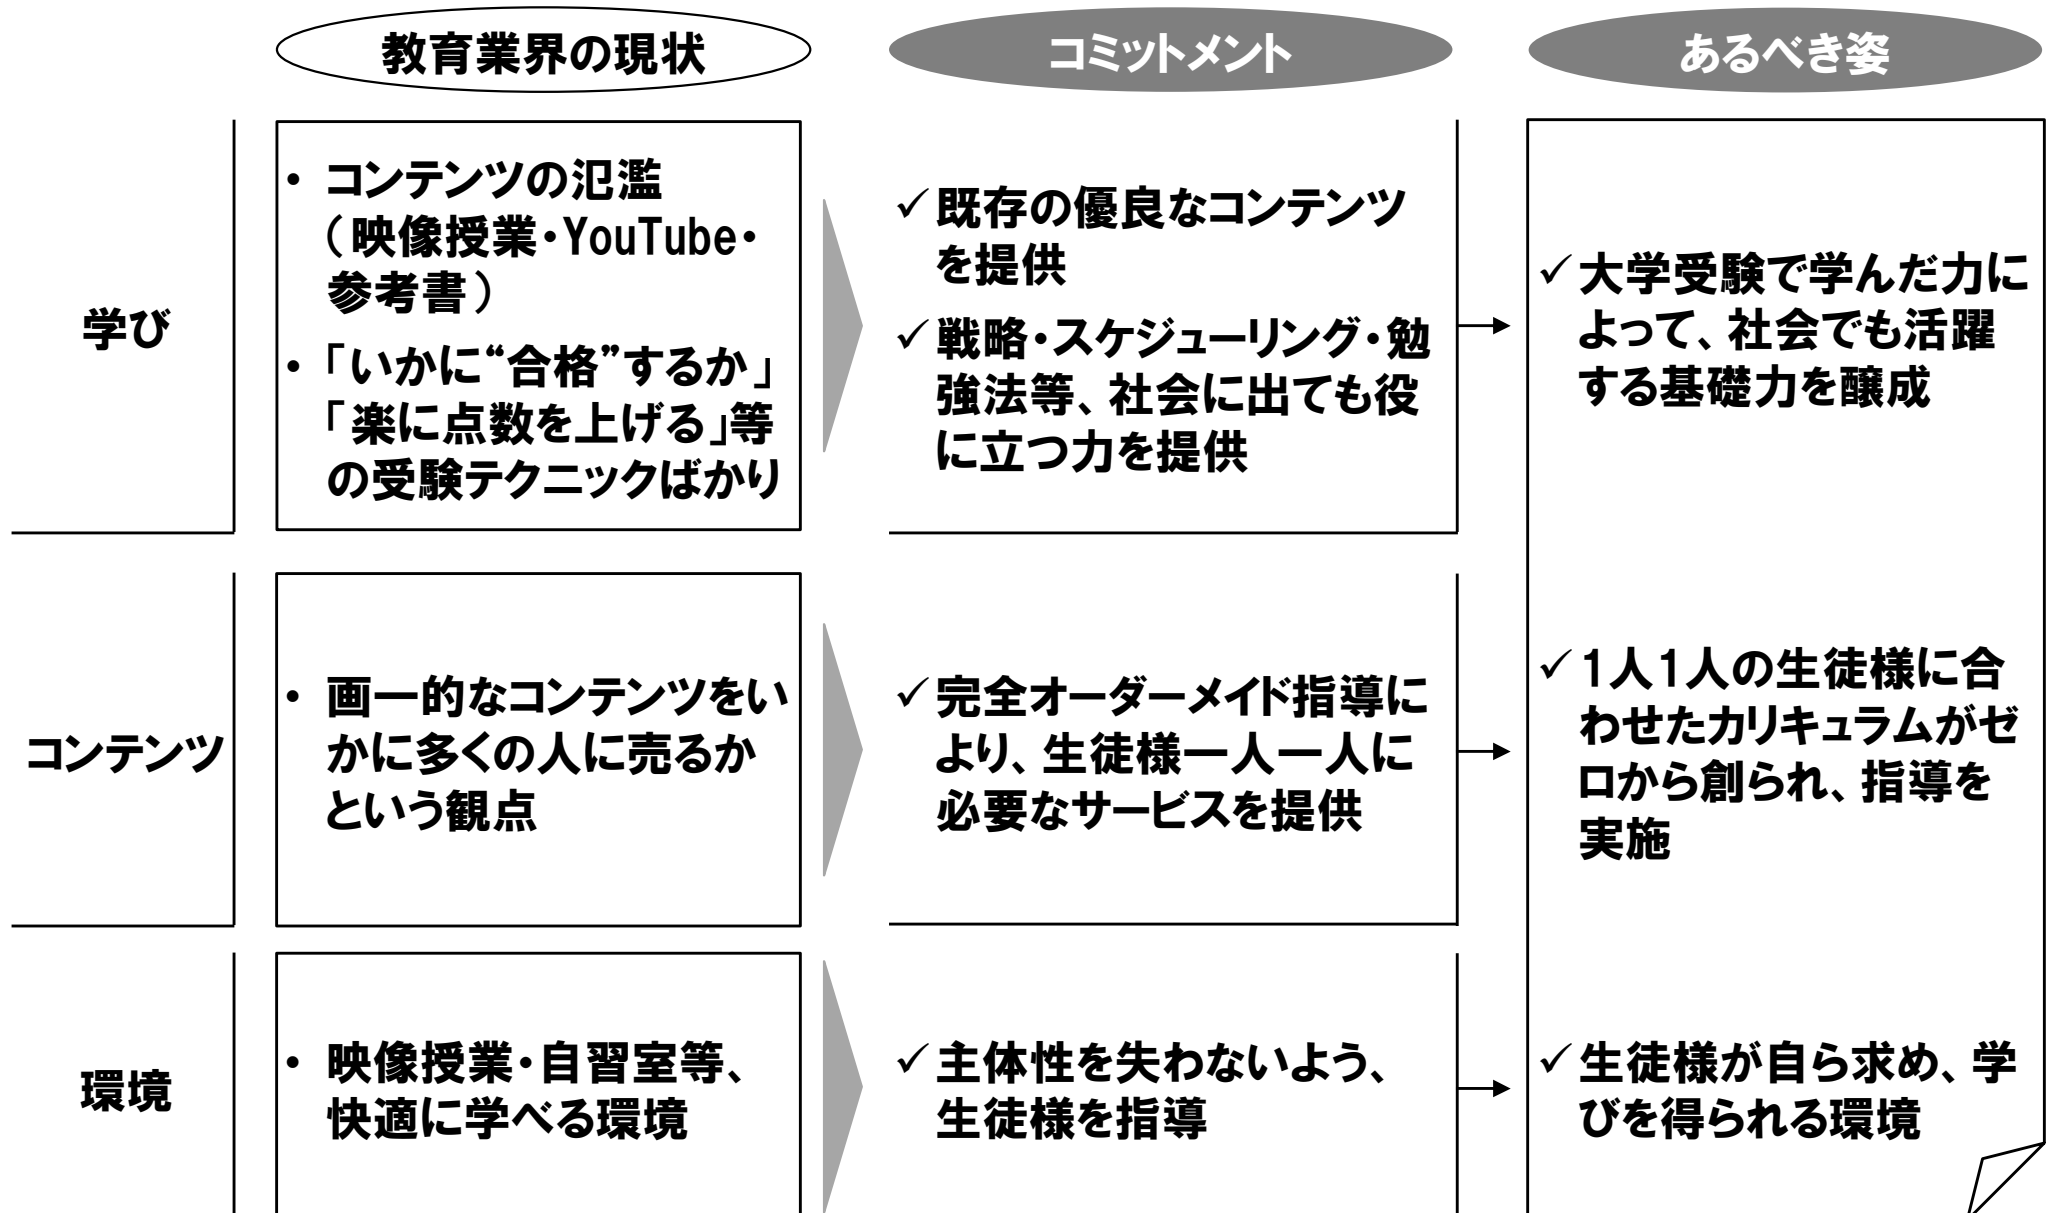 教育業界の現状
コミットメント
あるべき姿
学び
• コンテンツの氾濫
（映像授業・YouTube・
参考書）
• 「いかに“合格”するか」
「楽に点数を上げる」等
の受験テクニックばかり
✓既存の優良なコンテンツ
を提供
✓戦略・スケジューリング・勉
強法等、社会に出ても役
に立つ力を提供
✓大学受験で学んだ力に
よって、社会でも活躍
する基礎力を醸成
コンテンツ
• 画一的なコンテンツをい
かに多くの人に売るか
という観点
✓完全オーダーメイド指導に
より、生徒様一人一人に
必要なサービスを提供
✓1人1人の生徒様に合
わせたカリキュラムがゼ
ロから創られ、指導を
実施
環境
• 映像授業・自習室等、
快適に学べる環境
✓主体性を失わないよう、
生徒様を指導
✓生徒様が自ら求め、学
びを得られる環境